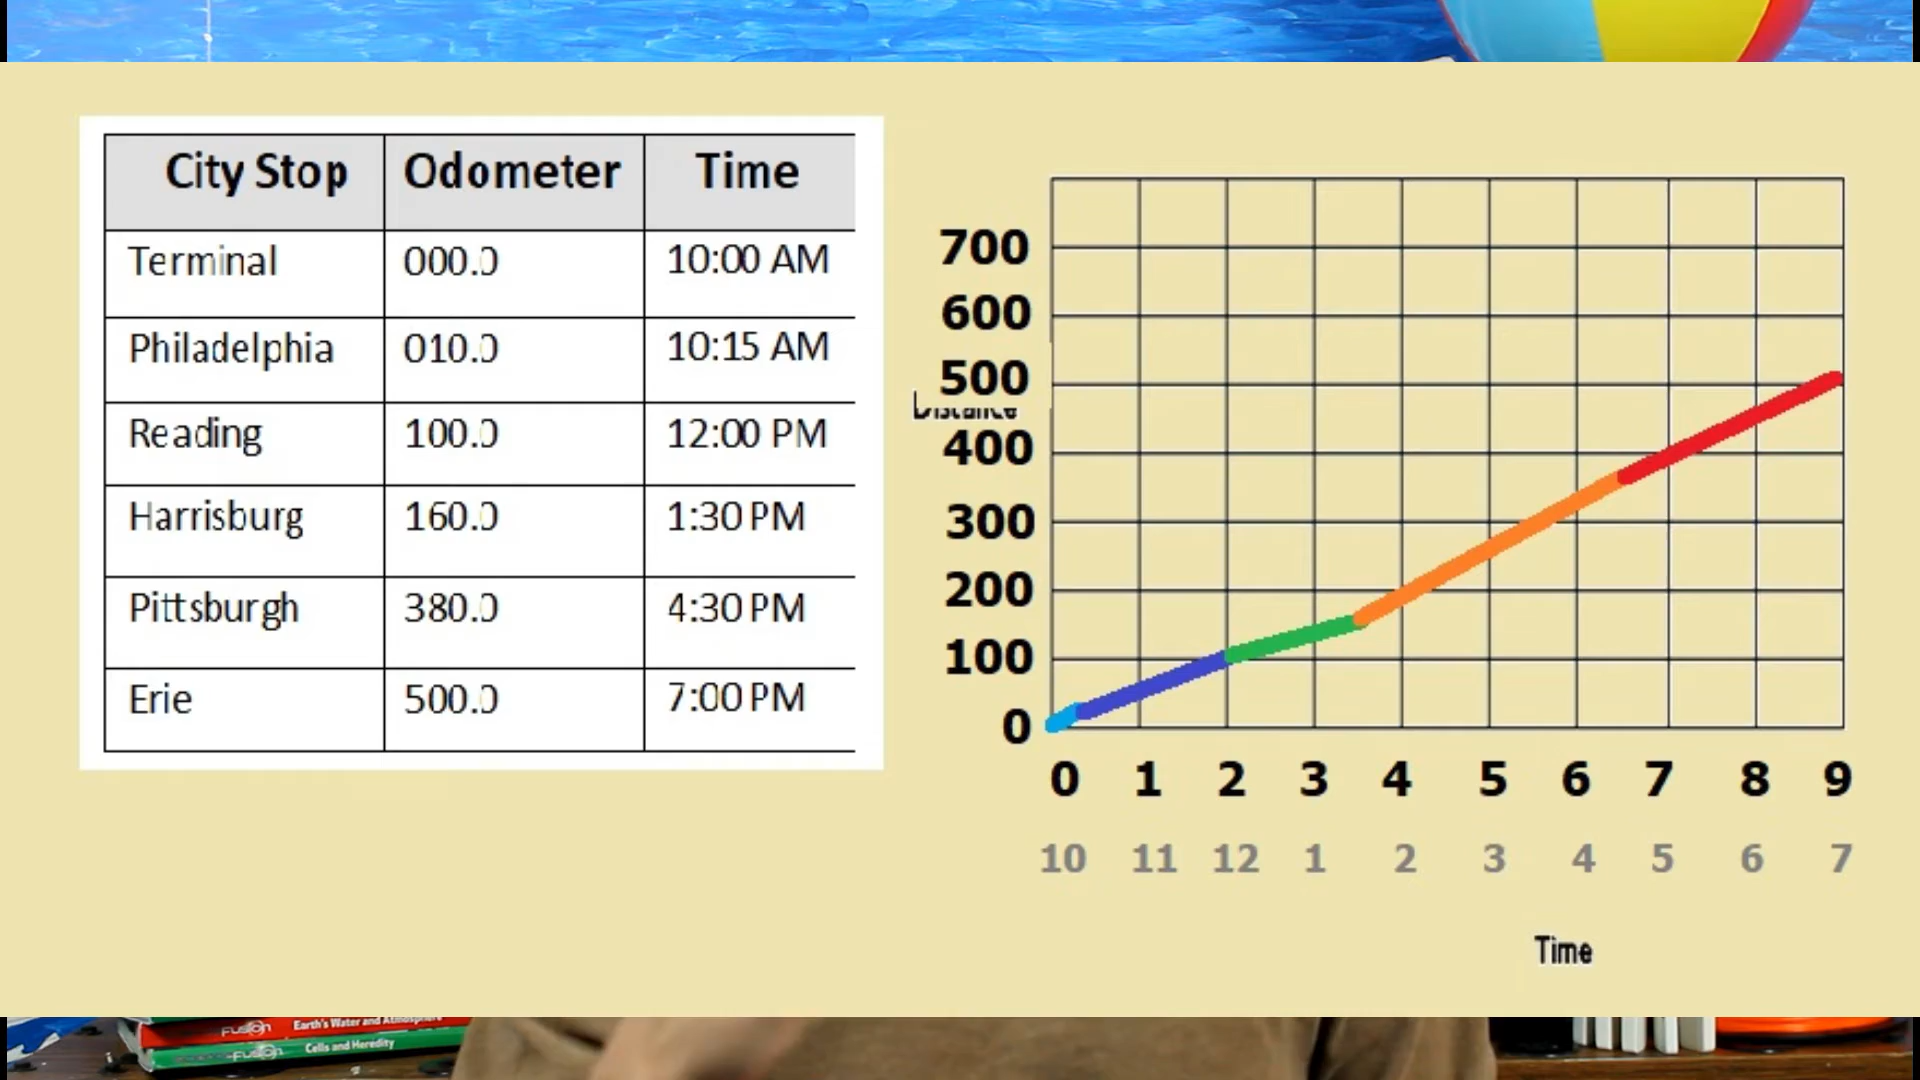 City Stop Odometer Time
Terminal 000.0 10:00 AM
Philadelphia 010.0 10:15 AM
Reading 100.0 12:00 PM
Harrisburg 160.0 1:30 PM
Pittsburgh 380.0 4:30 PM
Erie 500.0 7:00 PM
700
600
500
Distance
400
300
200
100
0
0 1 2 3 4 5 6 7 8 9
10 11 12 1 2 3 4 5 6 7
Time
FUSION Earth's Water and Atmosphere
FUSION Cells and Heredity